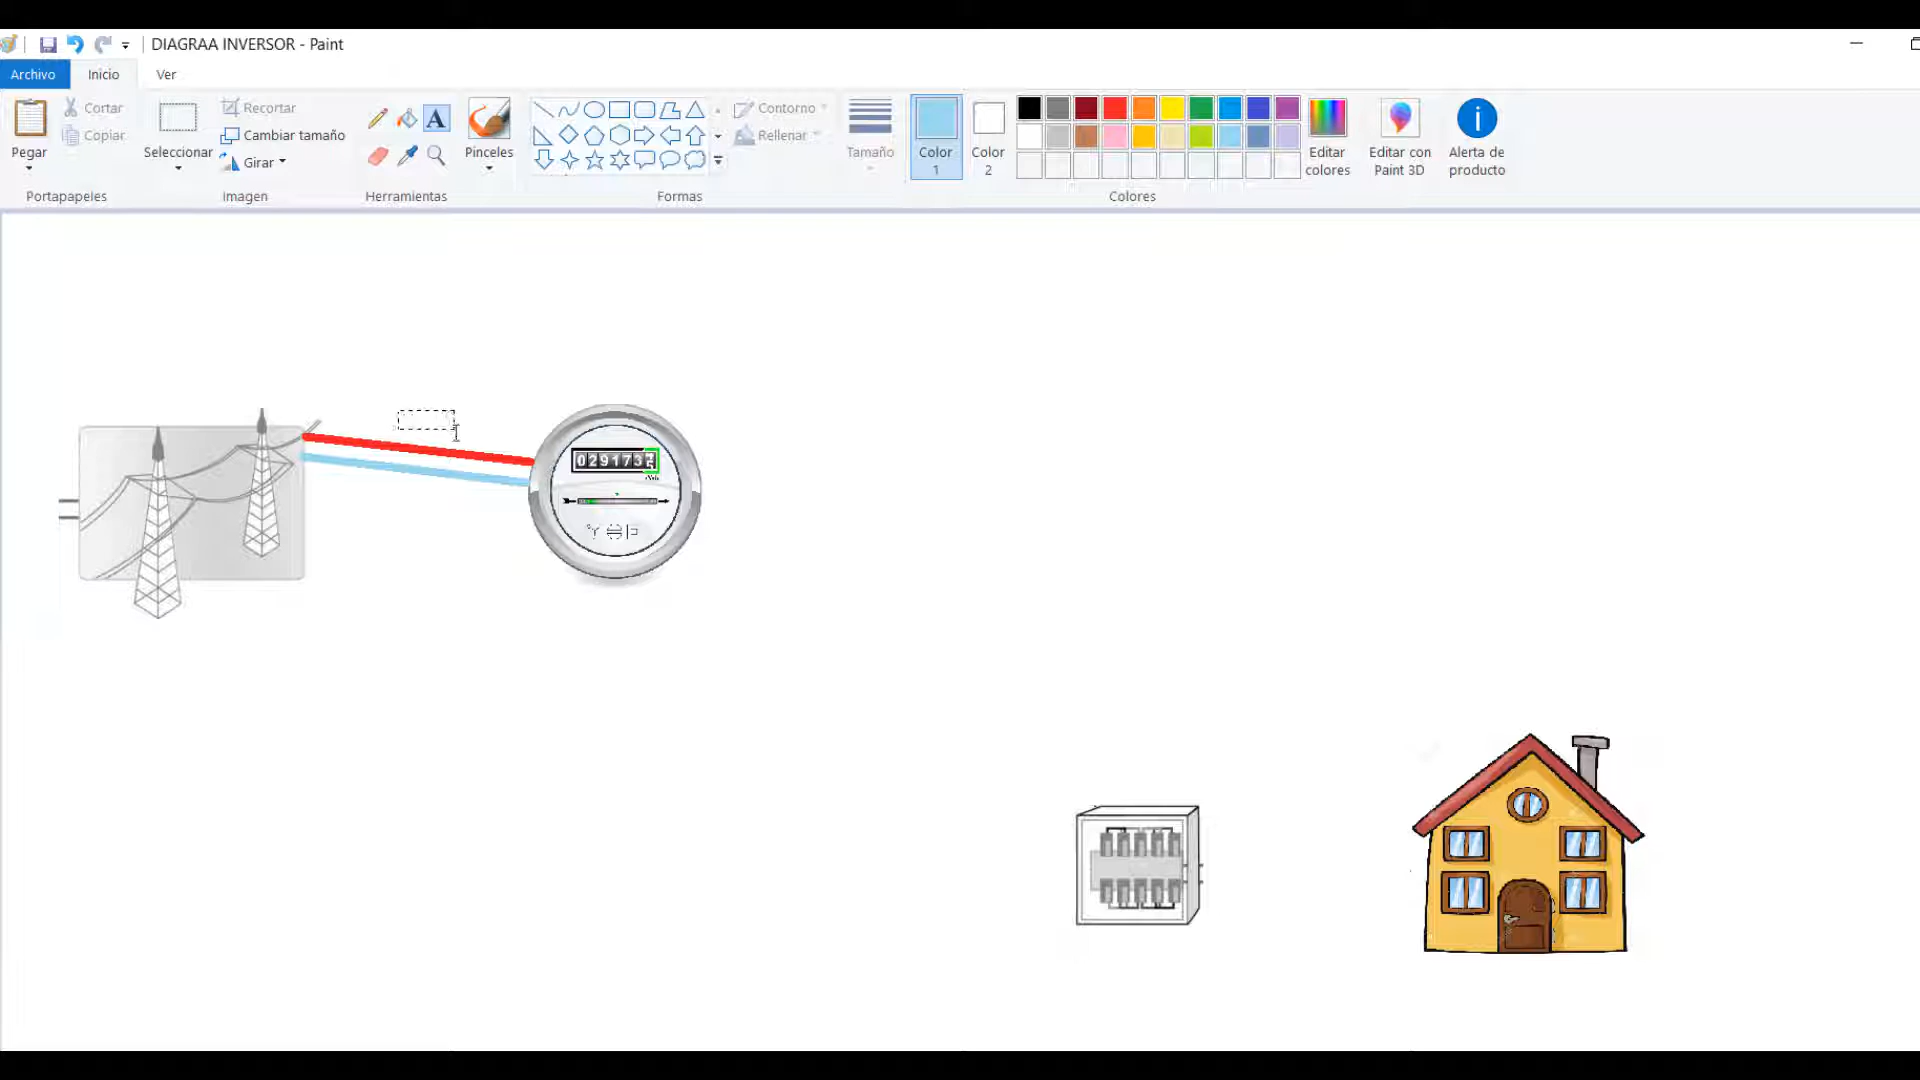 DIAGRAA INVERSOR - Paint
Archivo
Inicio
Ver
Pegar
Cortar
Copiar
Portapapeles
Seleccionar
Recortar
Cambiar tamaño
Girar
Imagen
A
Herramientas
Pinceles
Contorno
Rellenar
Formas
Tamaño
Color
1
Color
2
Editar
colores
Colores
Editar con
Paint 3D
Alerta de
producto
029173